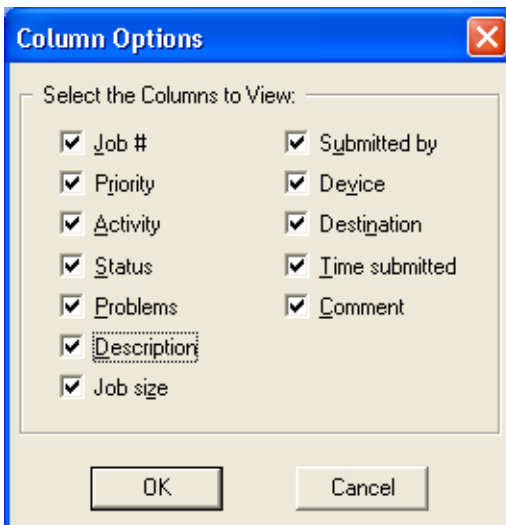 Column Options
Select the Columns to View:
Job #
Priority
Activity
Status
Problems
Description
Job size
Submitted by
Device
Destination
Time submitted
Comment
OK
Cancel